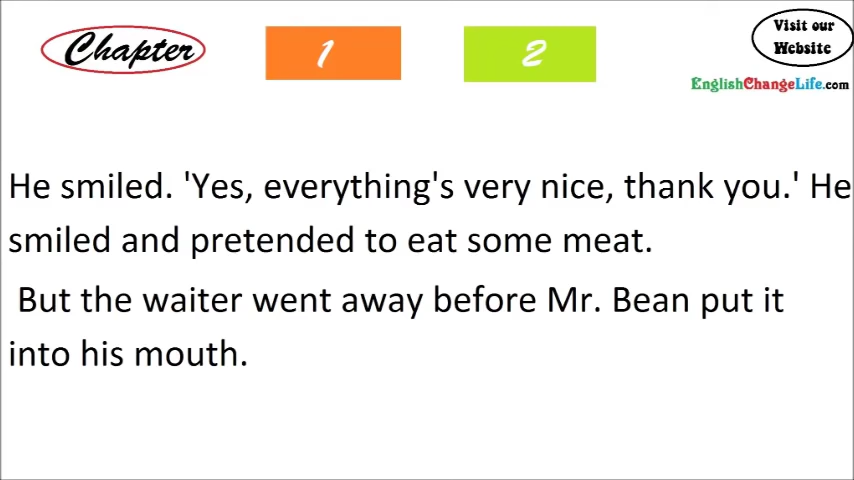 Chapter
1
2
Visit our
Website
EnglishChangeLife.com
He smiled. 'Yes, everything's very nice, thank you.' He
smiled and pretended to eat some meat.
But the waiter went away before Mr. Bean put it
into his mouth.